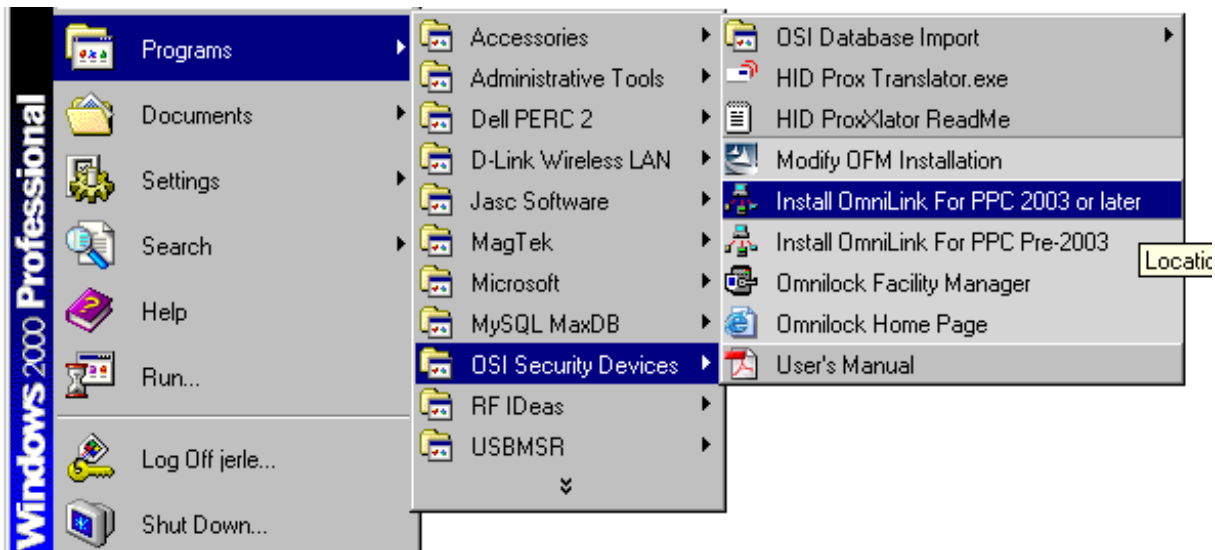 Windows 2000 Professional
Programs
Documents
Settings
Search
Help
Run...
Log Off jerle...
Shut Down...
Accessories
Administrative Tools
Dell PERC 2
D-Link Wireless LAN
Jasc Software
MagTek
Microsoft
MySQL MaxDB
OSI Security Devices
RF IDeas
USBMSR
OSI Database Import
HID Prox Translator.exe
HID ProxXlator ReadMe
Modify OFM Installation
Install OmniLink For PPC 2003 or later
Install OmniLink For PPC Pre-2003
Omnilock Facility Manager
Omnilock Home Page
User's Manual
Locatio